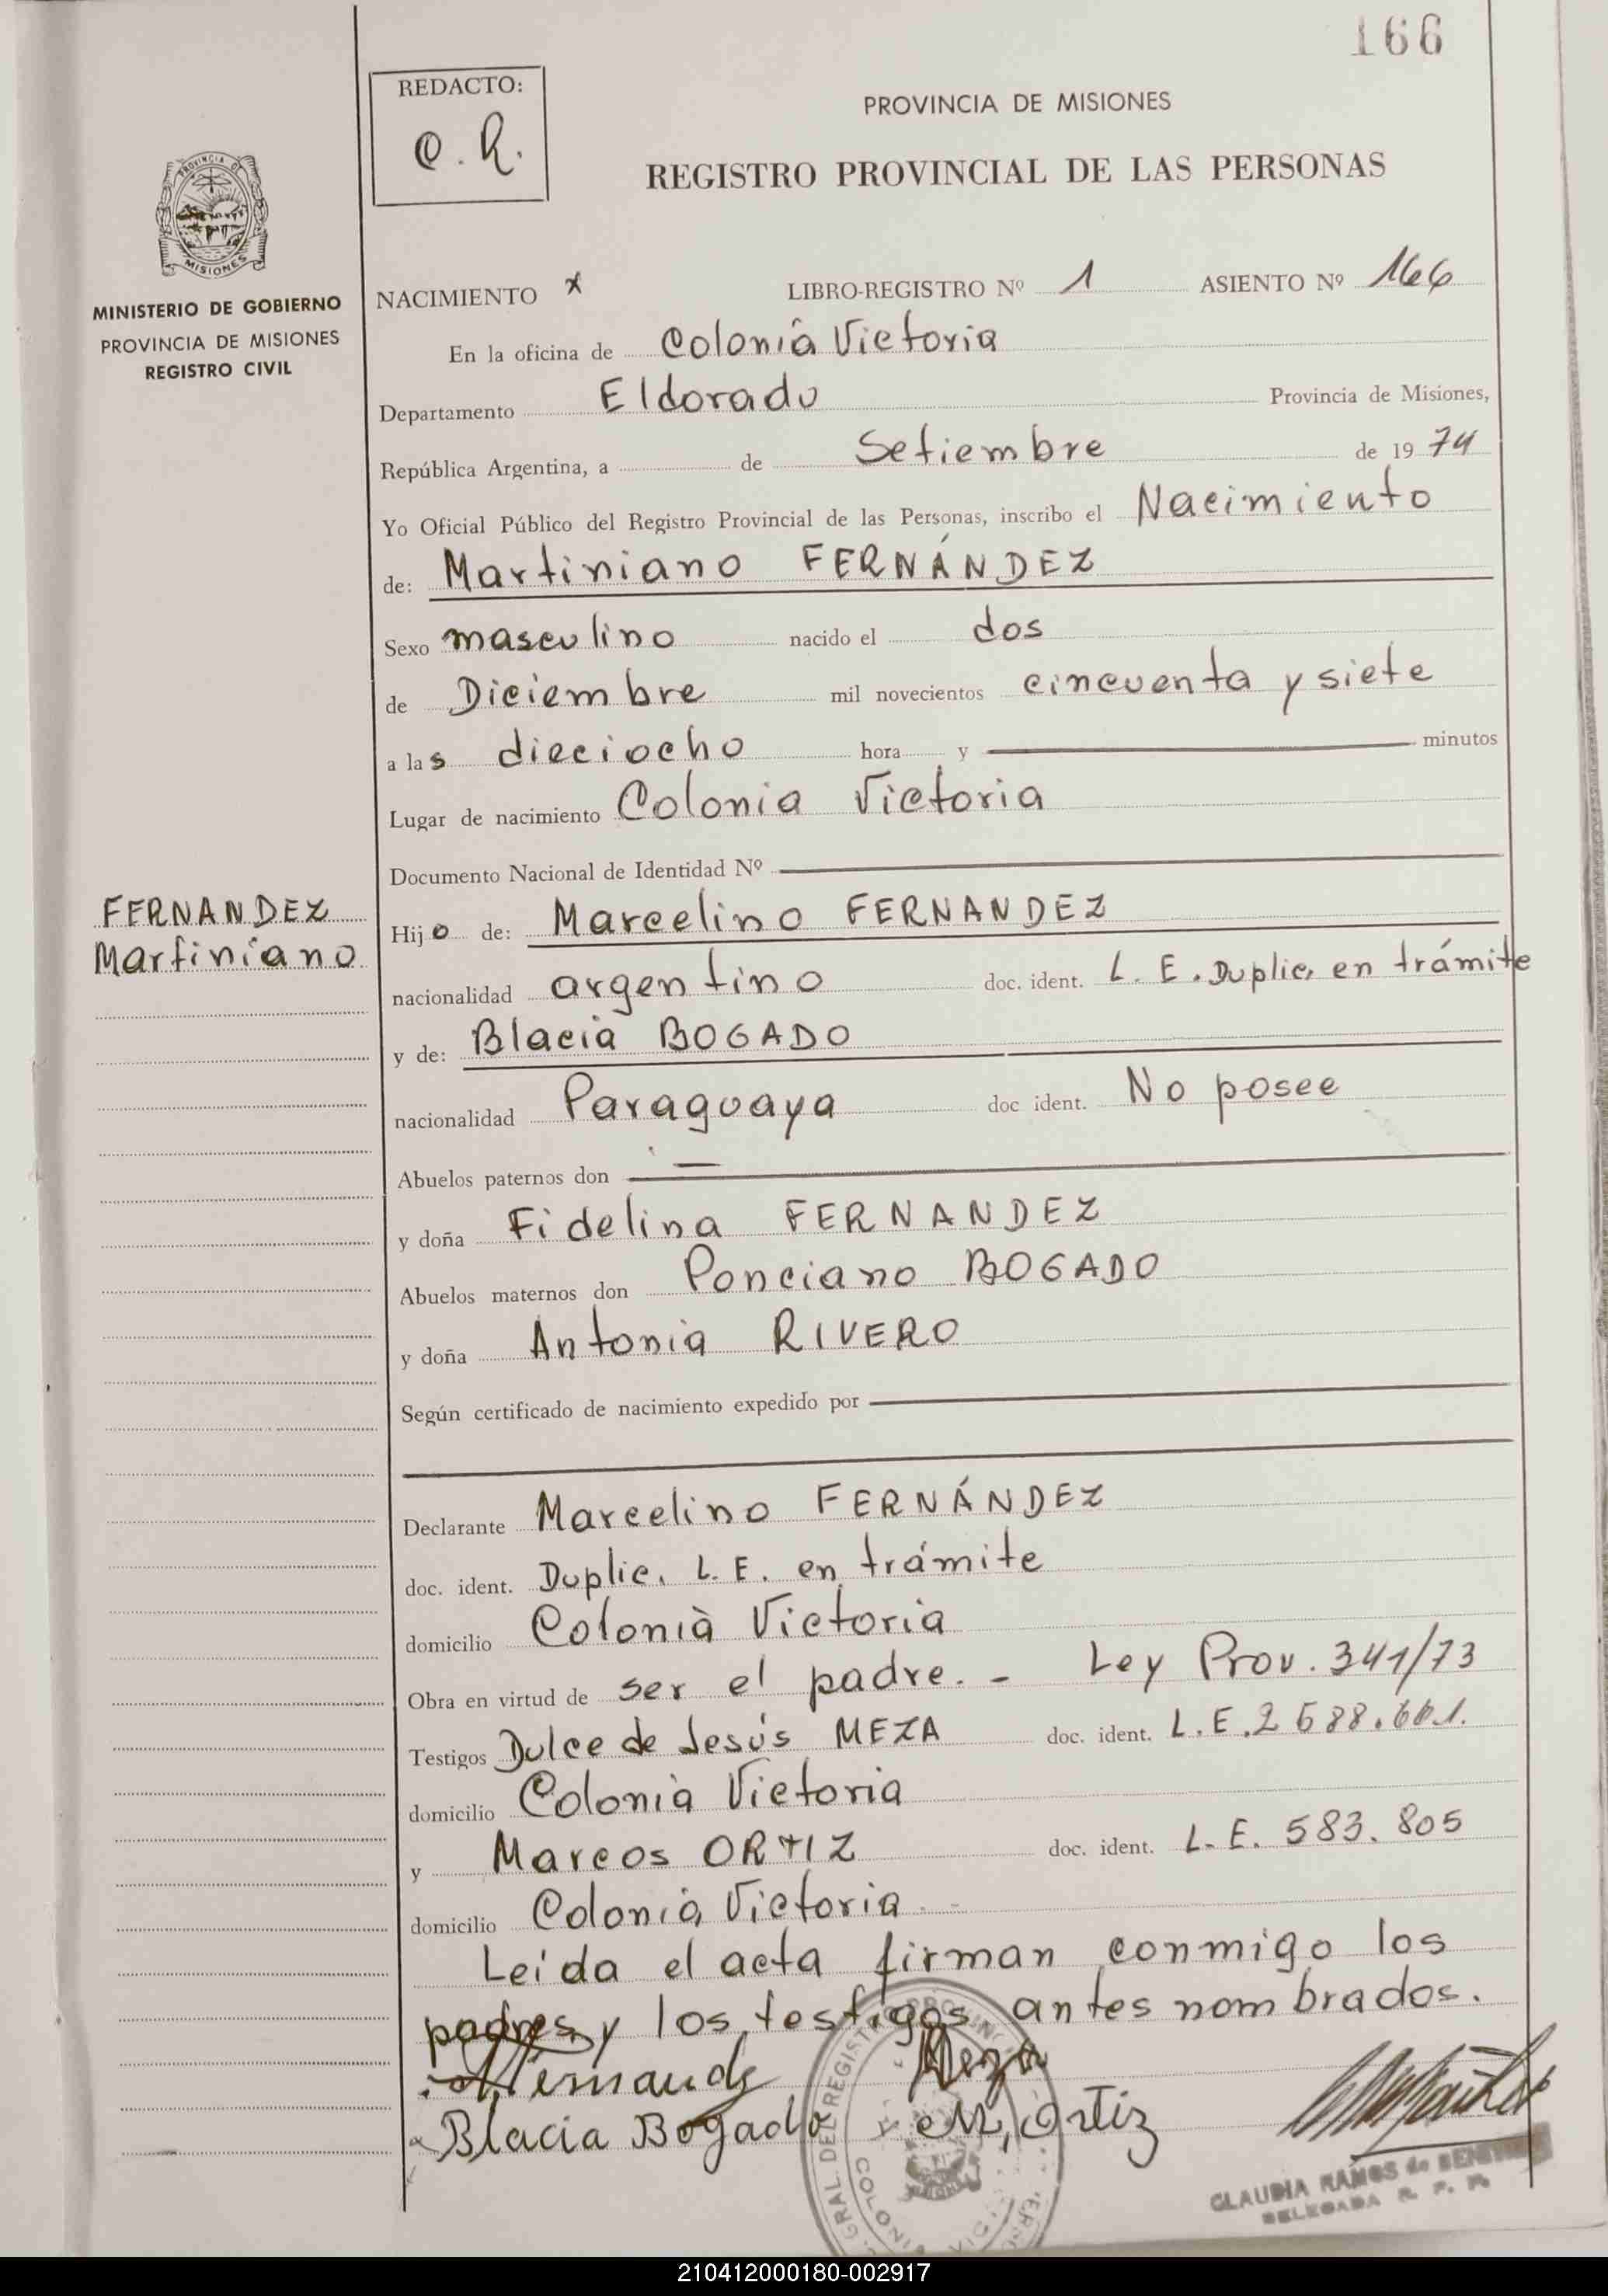 166
REDACTO:
C. R.
PROVINCIA DE MISIONES
REGISTRO PROVINCIAL DE LAS PERSONAS
PROVINCIA DE
MISIONES
MINISTERIO DE GOBIERNO
PROVINCIA DE MISIONES
REGISTRO CIVIL
NACIMIENTO x LIBRO-REGISTRO Nº 1 ASIENTO Nº 166
En la oficina de Colonia Victoria
Departamento Eldorado Provincia de Misiones,
República Argentina, a de Setiembre de 1974
Yo Oficial Público del Registro Provincial de las Personas, inscribo el Nacimiento
de: Martiniano FERNÁNDEZ
Sexo masculino nacido el dos
de Diciembre mil novecientos cincuenta y siete
a las dieciocho hora y minutos
Lugar de nacimiento Colonia Victoria
Documento Nacional de Identidad Nº
FERNANDEZ
Martiniano
Hijo de: Marcelino FERNANDEZ
nacionalidad argentino doc. ident. L. E. Duplic. en trámite
y de: Blacia BOGADO
nacionalidad Paraguaya doc ident. No posee
Abuelos paternos don
y doña Fidelina FERNANDEZ
Abuelos maternos don Ponciano BOGADO
y doña Antonia RIVERO
Según certificado de nacimiento expedido por
Declarante Marcelino FERNÁNDEZ
doc. ident. Duplic. L. E. en trámite
domicilio Colonia Victoria
Obra en virtud de ser el padre. - Ley Prov. 341/73
Testigos Dulce de Jesús MEZA doc. ident. L. E.
domicilio Colonia Victoria
y Marcos ORTIZ doc. ident. L. E. 583.805
domicilio Colonia Victoria
Leída el acta firman conmigo los
padres y los testigos antes nombrados.
Meza
Blacia Bogado M, Ortiz
CLAUDIA RAMOS de
DELEGADA R. P. P.
210412000180-002917